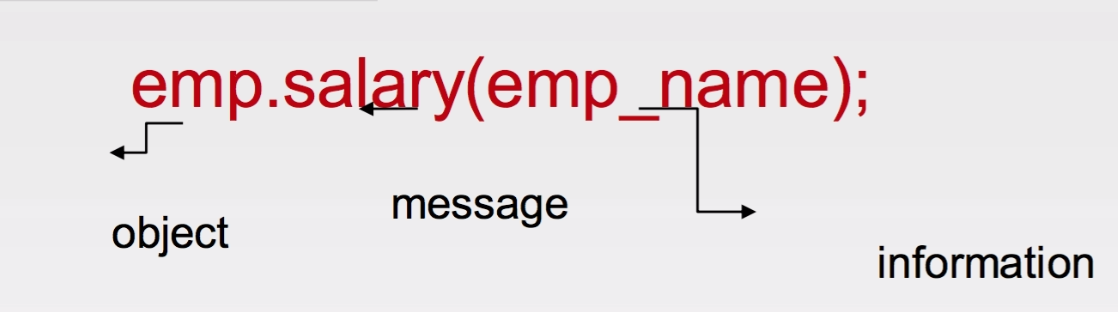 emp.salary(emp_name);
message
object
information